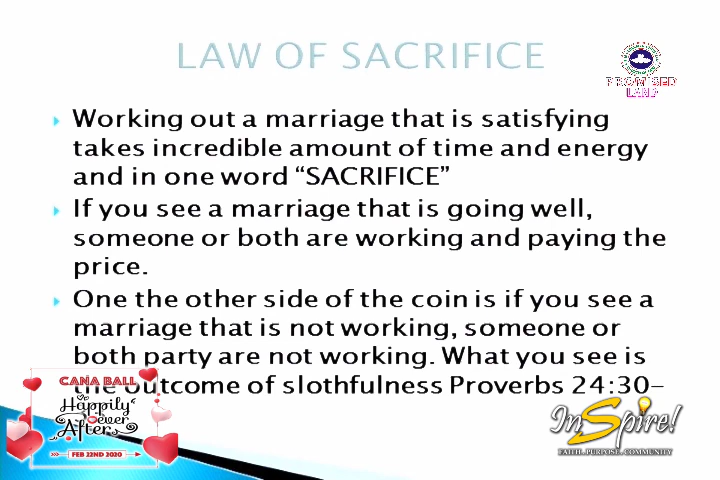 LAW OF SACRIFICE
PROMISED
LAND
Working out a marriage that is satisfying
takes incredible amount of time and energy
and in one word “SACRIFICE”
If you see a marriage that is going well,
someone or both are working and paying the
price.
One the other side of the coin is if you see a
marriage that is not working, someone or
both party are not working. What you see is
the outcome of slothfulness Proverbs 24:30–
CANA BALL
Happily
ever
After
FEB 22ND 2020
InSpire!
FAITH . PURPOSE . COMMUNITY